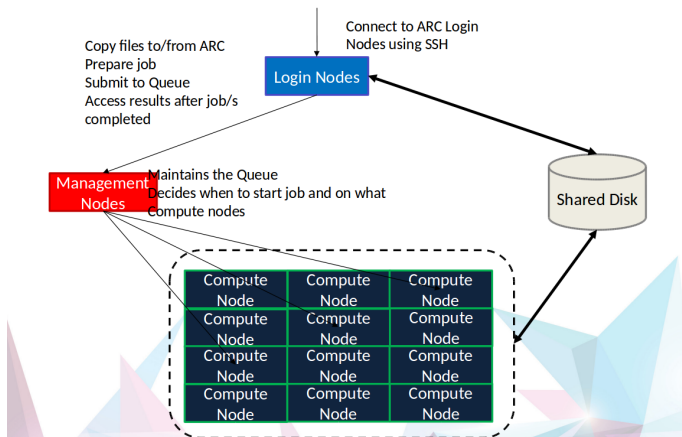 Connect to ARC Login
Nodes using SSH
Copy files to/from ARC
Prepare job
Submit to Queue
Access results after job/s
completed
Login Nodes
Maintains the Queue
Decides when to start job and on what
Compute nodes
Management
Nodes
Shared Disk
Compute
Node
Compute
Node
Compute
Node
Compute
Node
Compute
Node
Compute
Node
Compute
Node
Compute
Node
Compute
Node
Compute
Node
Compute
Node
Compute
Node